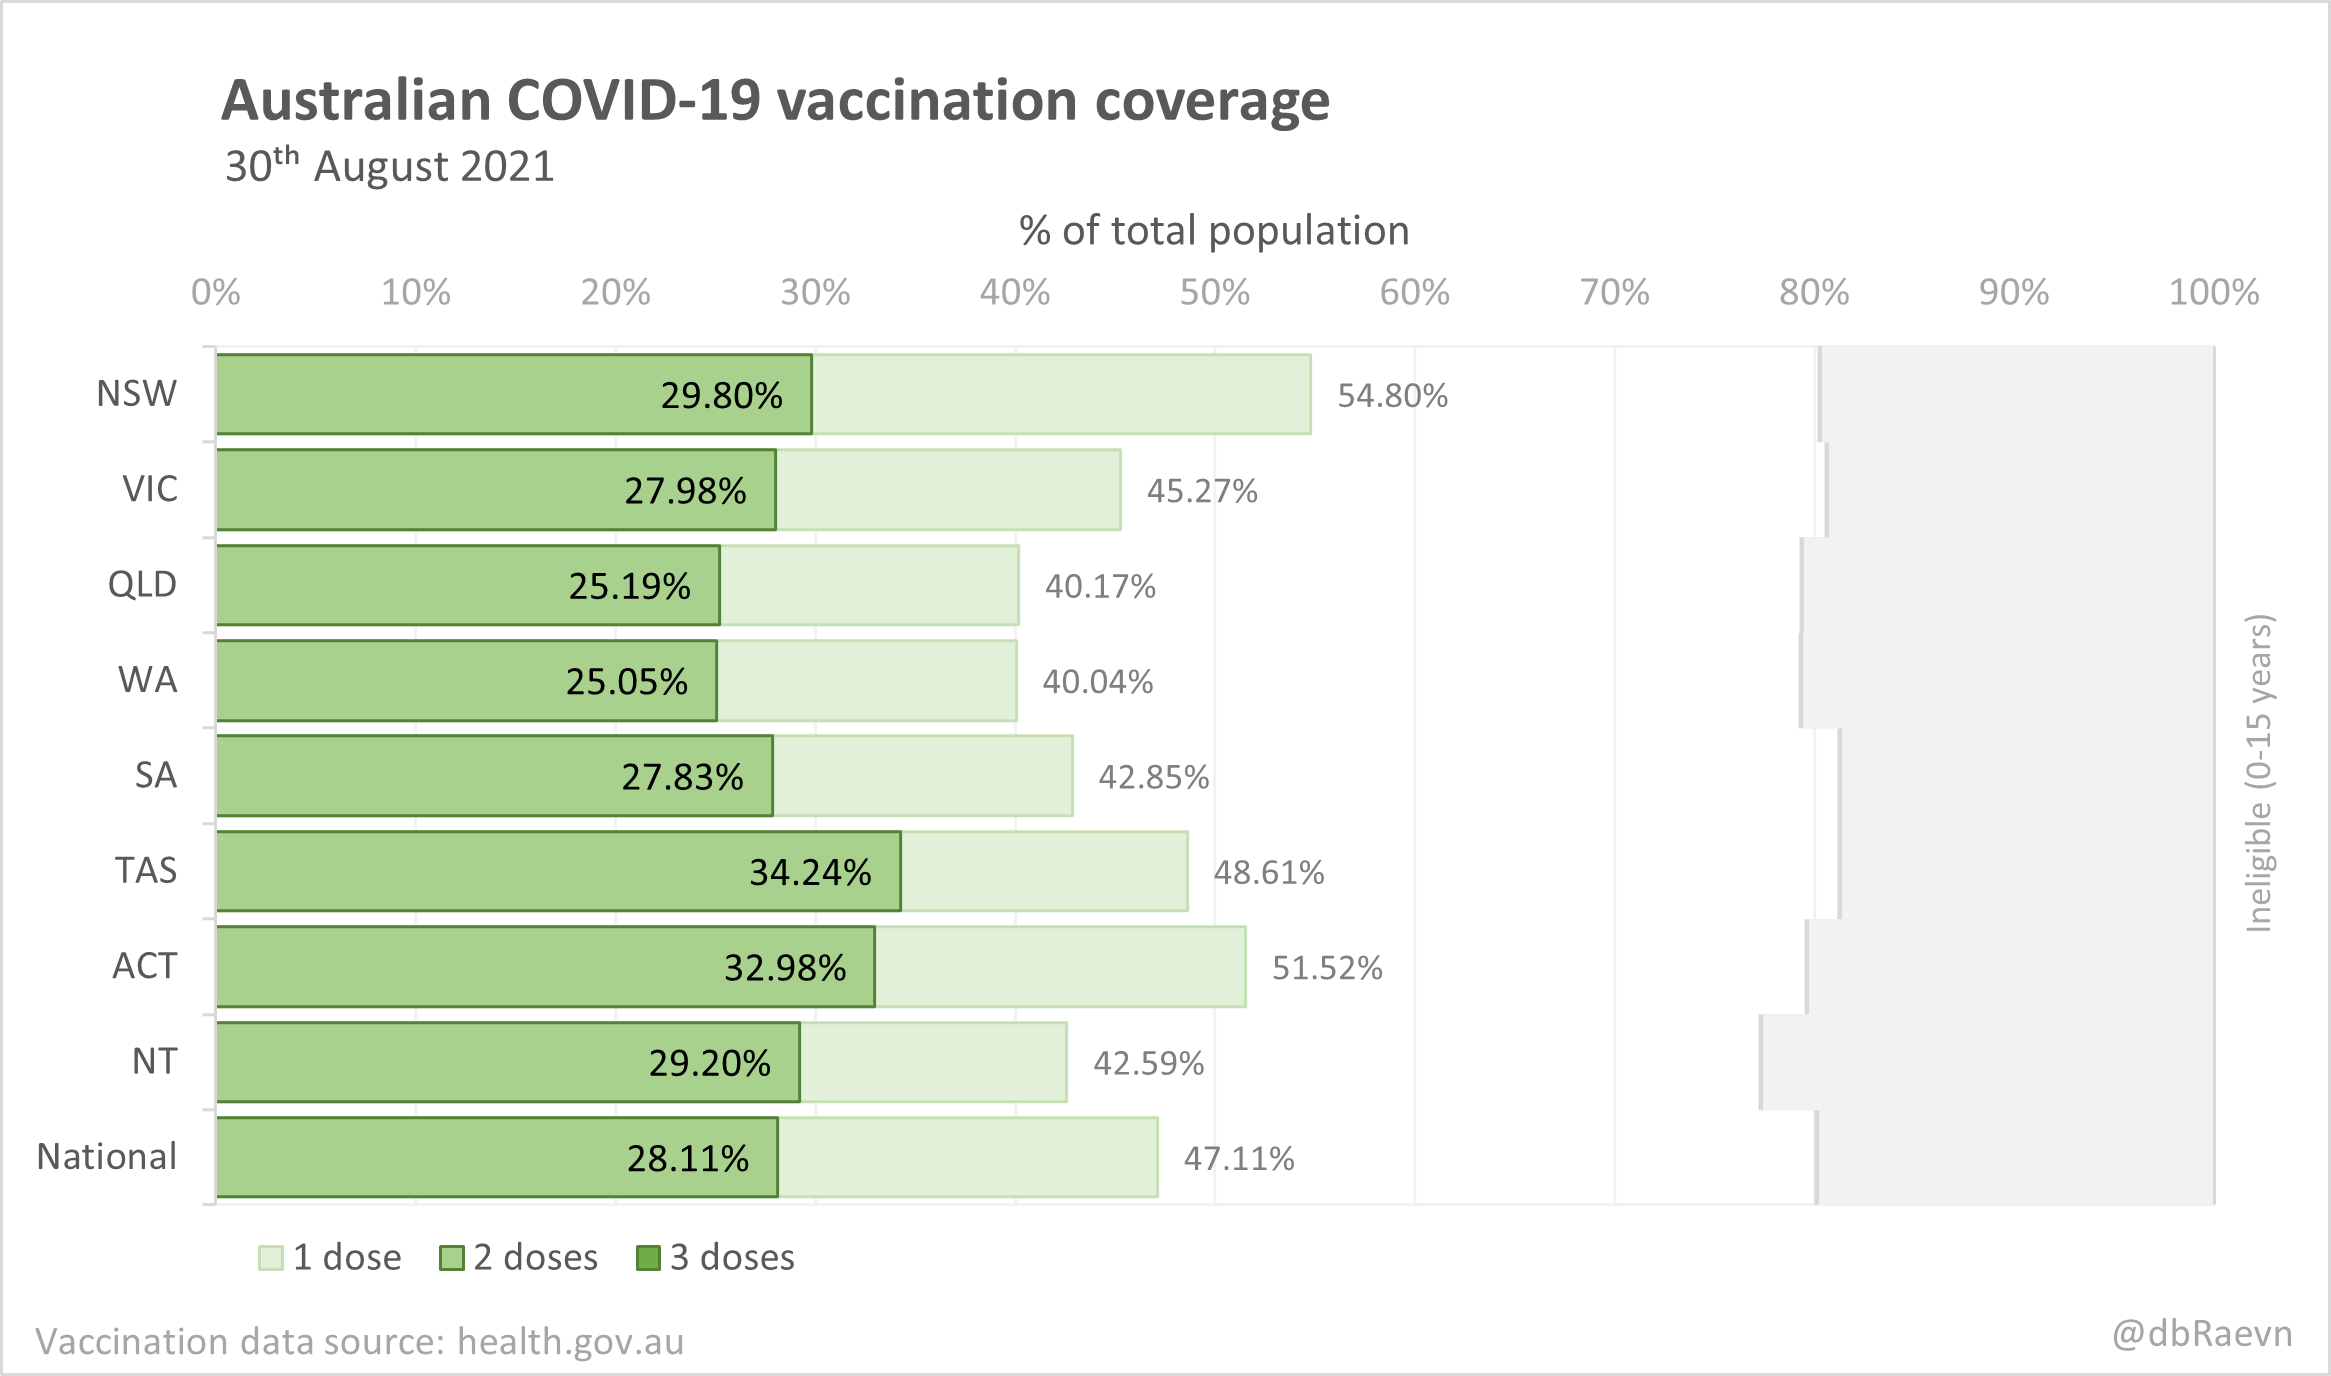 Australian COVID-19 vaccination coverage
30th August 2021
% of total population
0% 10% 20% 30% 40% 50% 60% 70% 80% 90% 100%
NSW 29.80% 54.80%
VIC 27.98% 45.27%
QLD 25.19% 40.17%
WA 25.05% 40.04%
SA 27.83% 42.85%
TAS 34.24% 48.61%
ACT 32.98% 51.52%
NT 29.20% 42.59%
National 28.11% 47.11%
Ineligible (0-15 years)
1 dose 2 doses 3 doses
Vaccination data source: health.gov.au
@dbRaevn